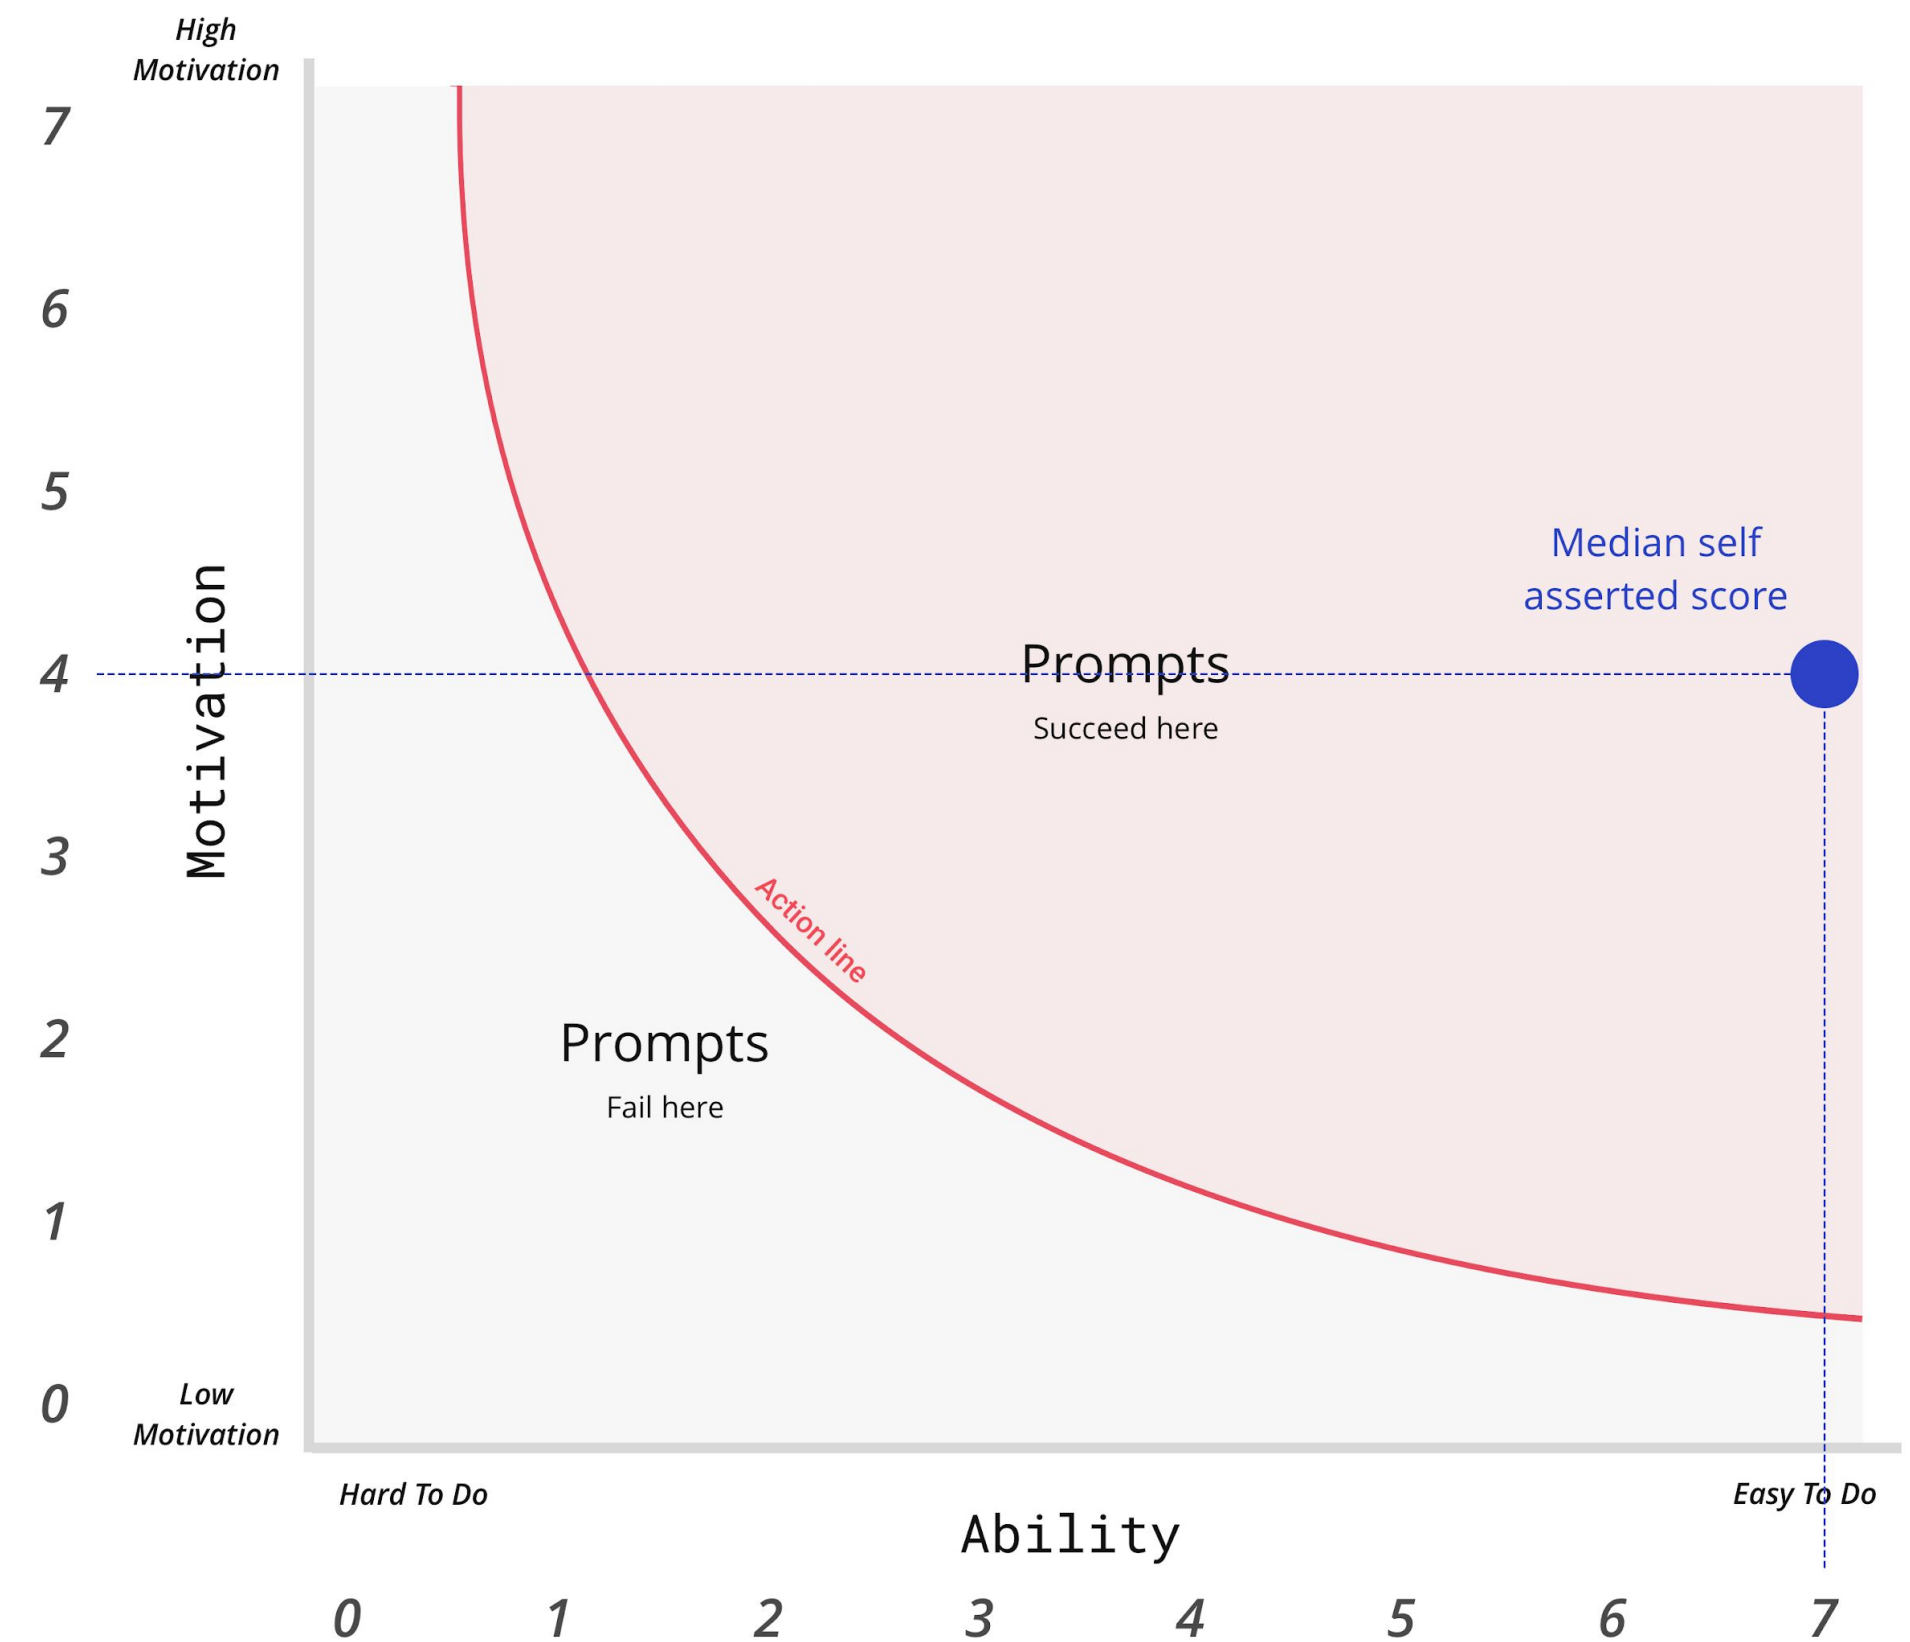 High
Motivation
7
6
5
4
3
2
1
0
Motivation
Median self
asserted score
Prompts
Succeed here
Action line
Prompts
Fail here
Low
Motivation
Hard To Do
Easy To Do
Ability
0 1 2 3 4 5 6 7